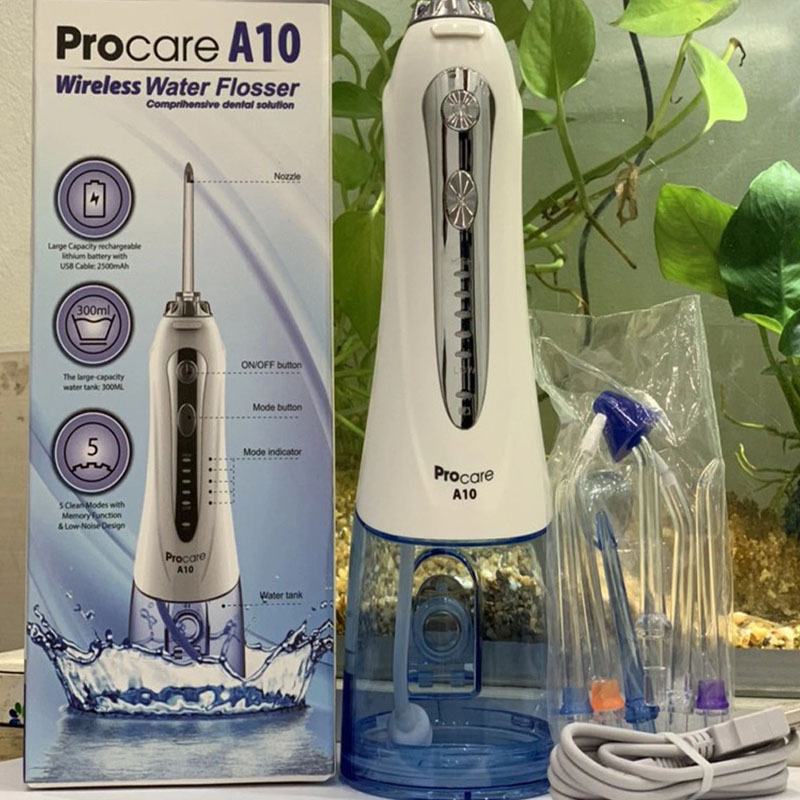 Procare A10
Wireless Water Flosser
Comprihensive dental solution
Nozzle
Large Capacity rechargeable
lithium battery with
USB Cable: 2500mAh
300ml
The large-capacity
water tank: 300ML
ON/OFF button
Mode button
Mode indicator
5
5 Clean Modes with
Memory Function
& Low-Noise Design
Procare
A10
Water tank
Procare
A10